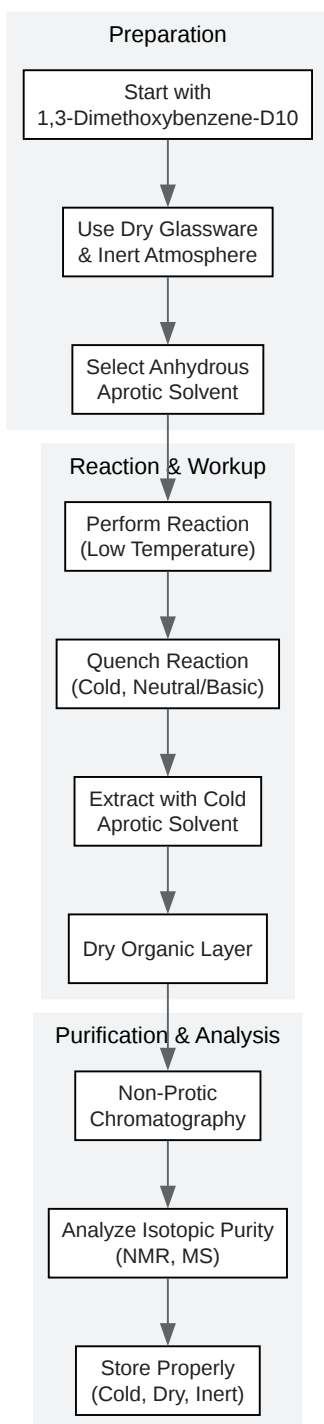 Preparation
Start with
1,3-Dimethoxybenzene-D10
Use Dry Glassware
& Inert Atmosphere
Select Anhydrous
Aprotic Solvent
Reaction & Workup
Perform Reaction
(Low Temperature)
Quench Reaction
(Cold, Neutral/Basic)
Extract with Cold
Aprotic Solvent
Dry Organic Layer
Purification & Analysis
Non-Protic
Chromatography
Analyze Isotopic Purity
(NMR, MS)
Store Properly
(Cold, Dry, Inert)